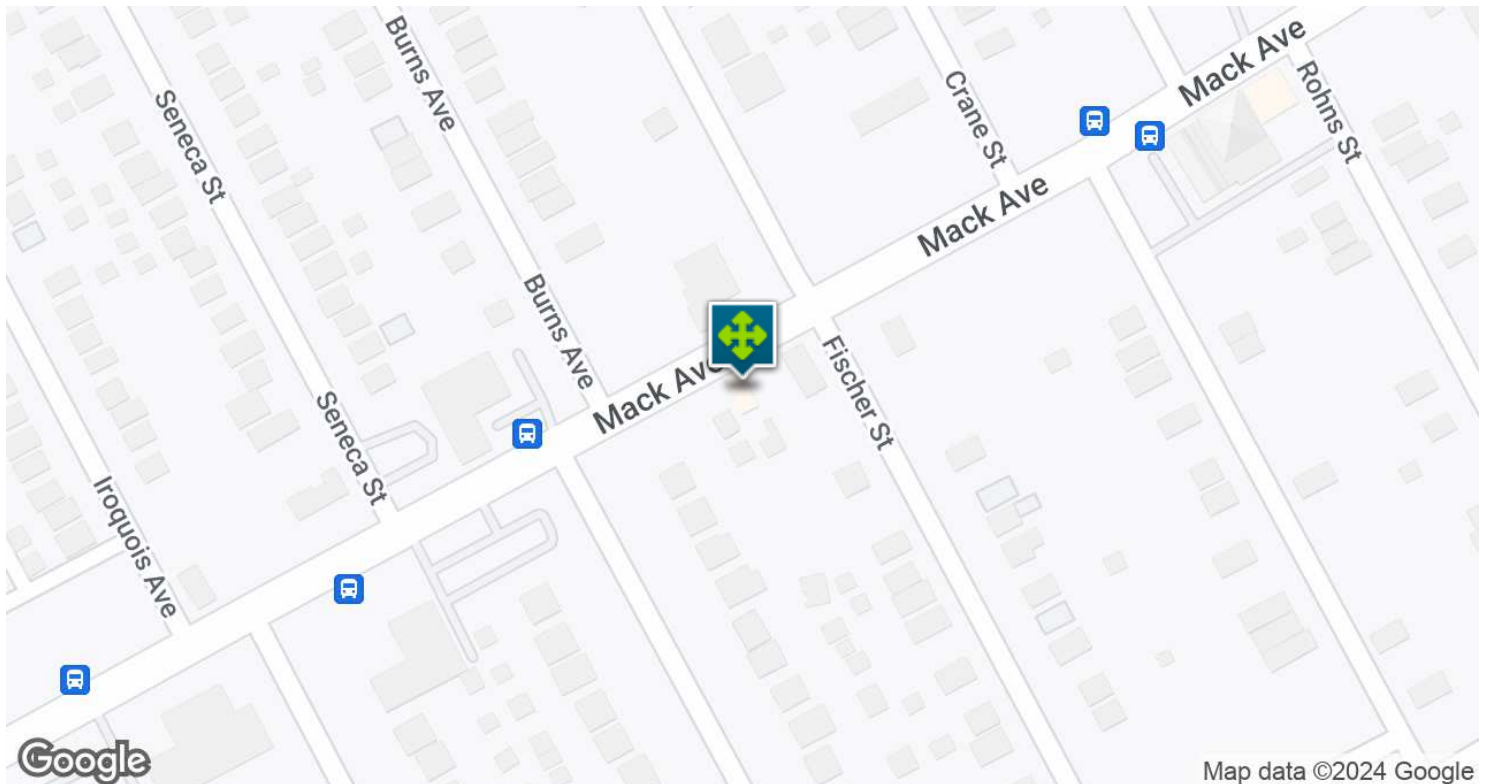 Burns Ave
Mack Ave
Rohns St
Seneca St
Crane St
Mack Ave
Burns Ave
Mack Ave
Fischer St
Seneca St
Iroquois Ave
Google
Map data ©2024 Google